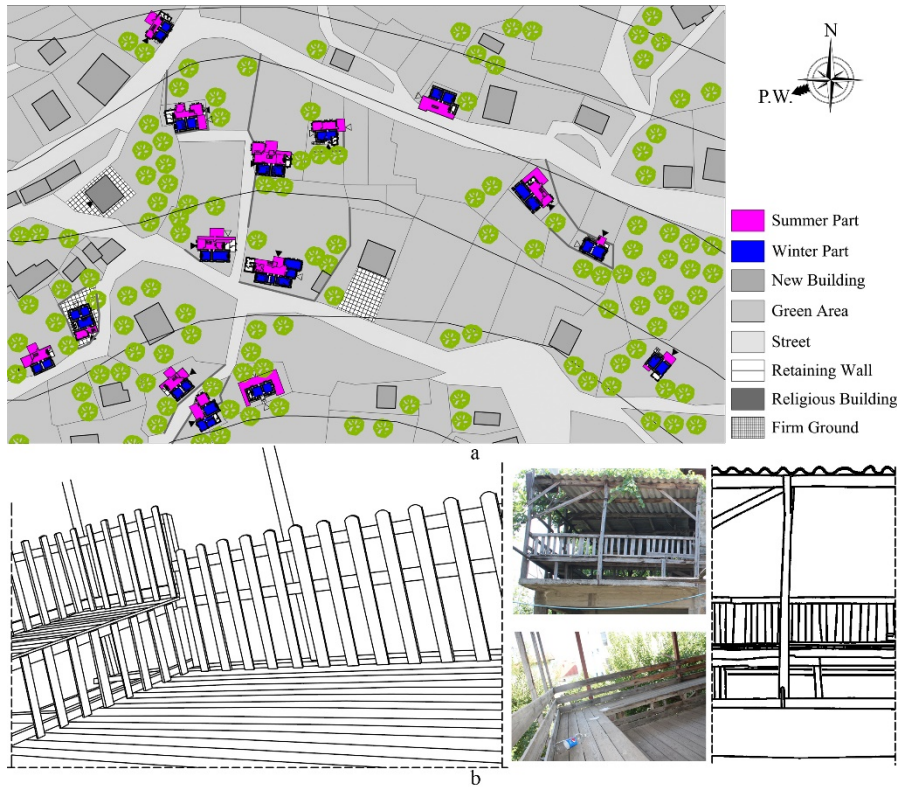 N
P.W.
Summer Part
Winter Part
New Building
Green Area
Street
Retaining Wall
Religious Building
Firm Ground
a
b